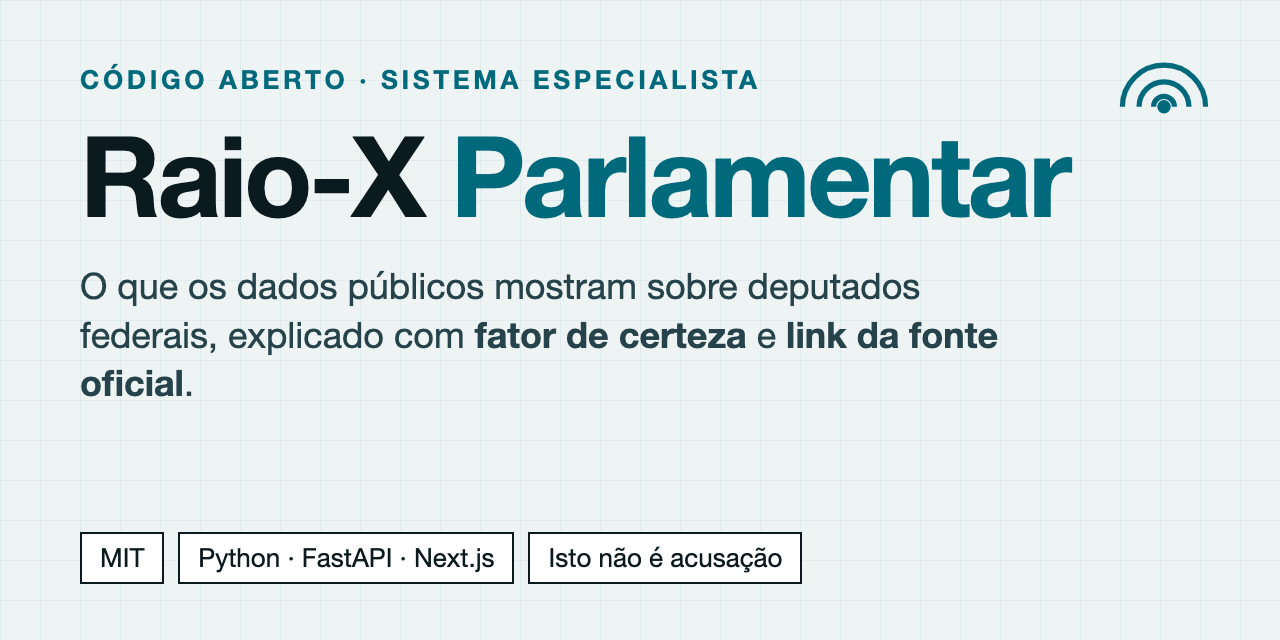 CÓDIGO ABERTO · SISTEMA ESPECIALISTA
Raio-X Parlamentar
O que os dados públicos mostram sobre deputados
federais, explicado com fator de certeza e link da fonte
oficial.
MIT
Python · FastAPI · Next.js
Isto não é acusação